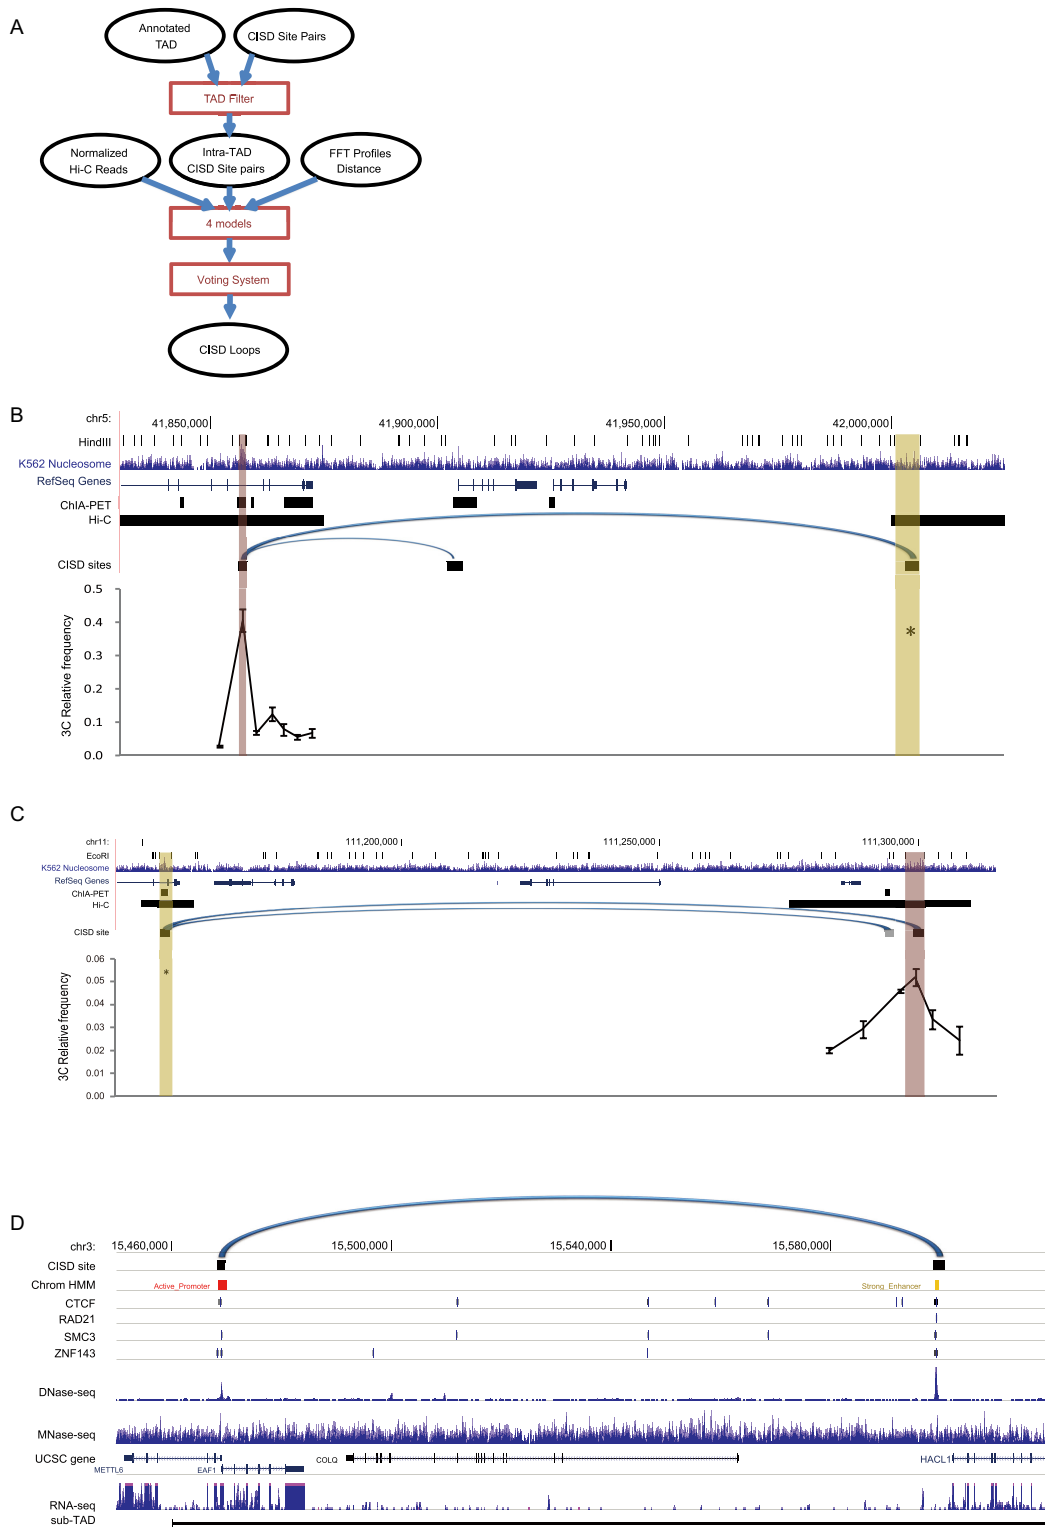 A
Annotated
TAD
CISD Site Pairs
TAD Filter
Normalized
Hi-C Reads
Intra-TAD
CISD Site pairs
FFT Profiles
Distance
4 models
Voting System
CISD Loops
B
chr5:
41,850,000
41,900,000
41,950,000
42,000,000
HindIII
K562 Nucleosome
RefSeq Genes
ChIA-PET
Hi-C
CISD sites
0.5
0.4
0.3
0.2
0.1
0.0
3C Relative frequency
*
C
chr11:
111,200,000
111,250,000
111,300,000
EcoRI
K562 Nucleosome
RefSeq Genes
ChIA-PET
Hi-C
CISD site
0.06
0.05
0.04
0.03
0.02
0.01
0.00
3C Relative frequency
*
D
chr3:
15,460,000
15,500,000
15,540,000
15,580,000
CISD site
Chrom HMM
Active_Promoter
Strong_Enhancer
CTCF
RAD21
SMC3
ZNF143
DNase-seq
MNase-seq
UCSC gene
METTL6
EAF1
COLQ
HACL1
RNA-seq
sub-TAD